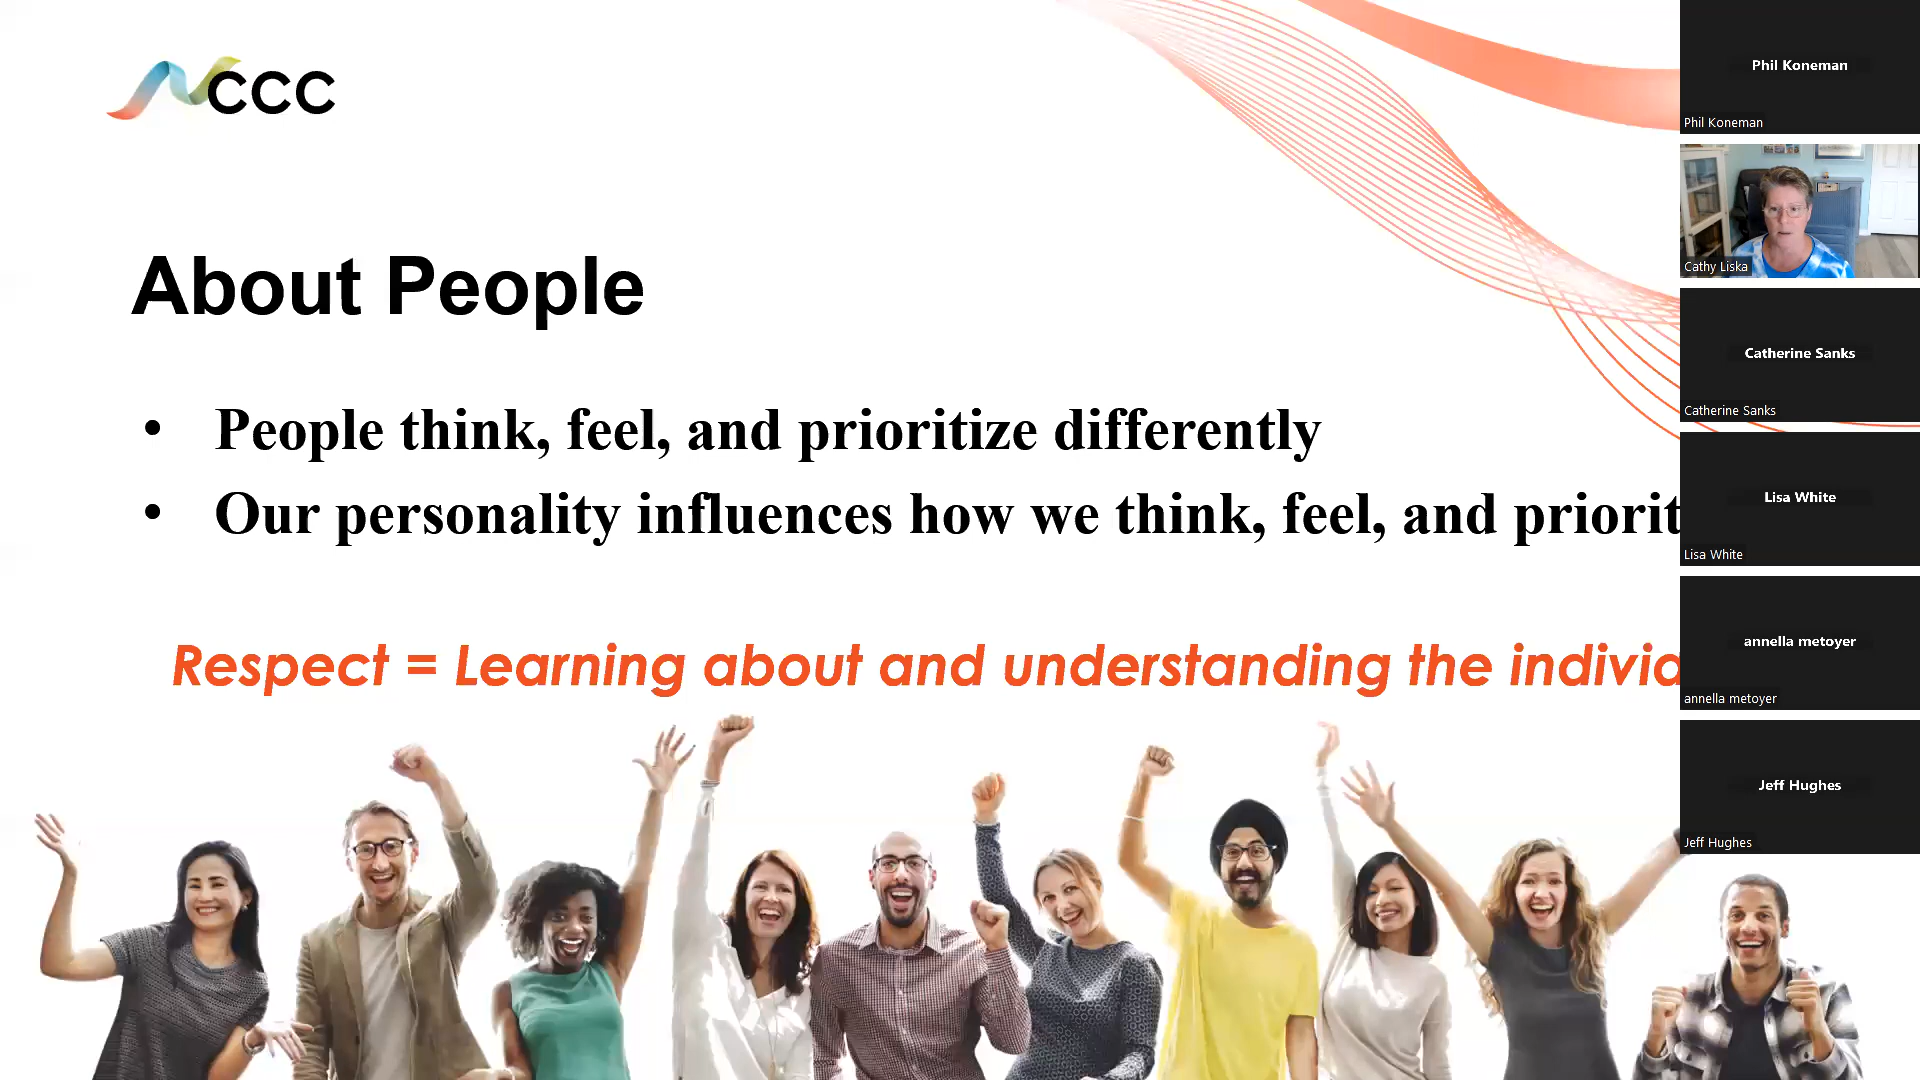 NCCC
About People
• People think, feel, and prioritize differently
• Our personality influences how we think, feel, and priorit
Respect = Learning about and understanding the individ
Phil Koneman
Phil Koneman
Cathy Liska
Catherine Sanks
Catherine Sanks
Lisa White
Lisa White
annella metoyer
annella metoyer
Jeff Hughes
Jeff Hughes